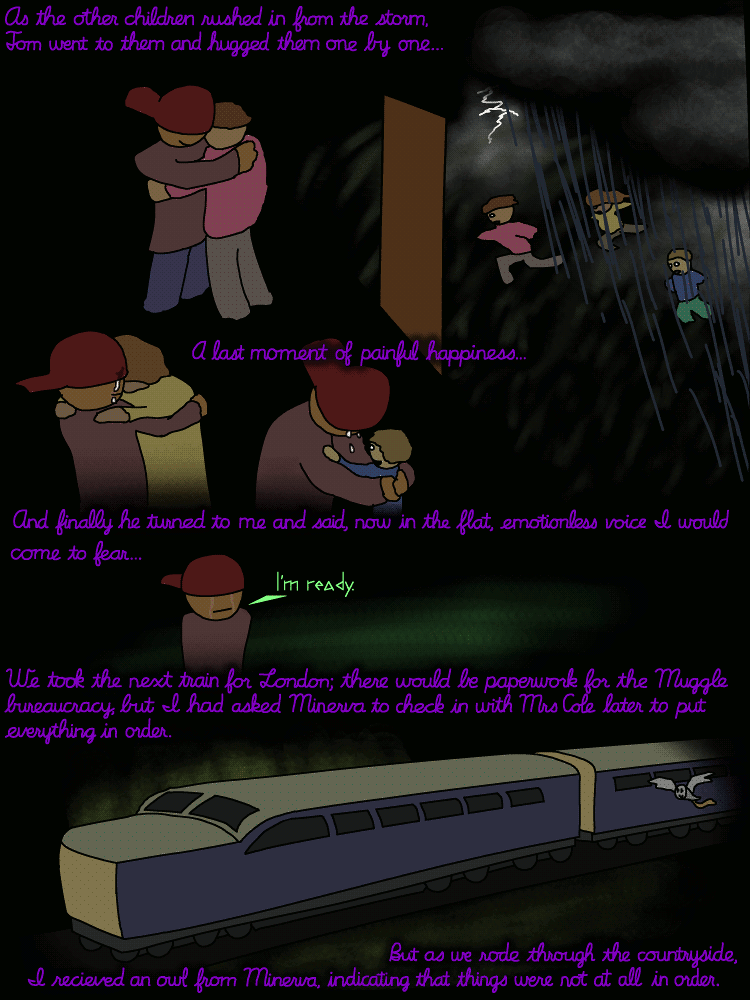 As the other children rushed in from the storm,
Tom went to them and hugged them one by one...
A last moment of painful happiness...
And finally he turned to me and said, now in the flat, emotionless voice I would
come to fear...
I'm ready.
We took the next train for London; there would be paperwork for the Muggle
bureaucracy, but I had asked Minerva to check in with Mrs Cole later to put
everything in order.
But as we rode through the countryside,
I recieved an owl from Minerva, indicating that things were not at all in order.